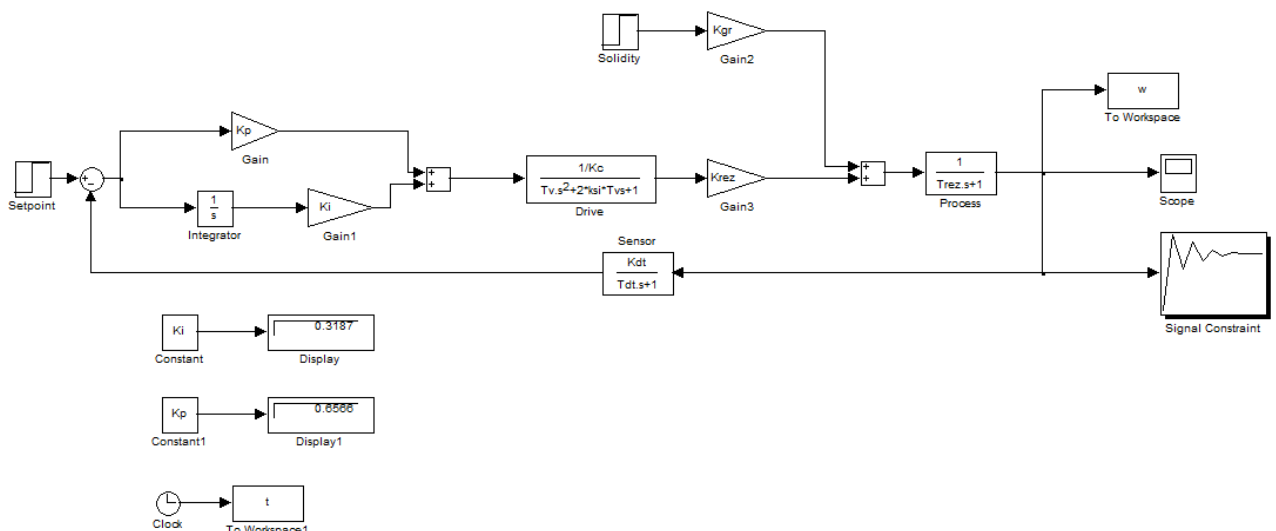 Kgr
Solidity
Gain2
w
To Workspace
Kp
Gain
Setpoint
1
s
Integrator
Ki
Gain1
1/Kc
Tv.s2+2*ksi*Tvs+1
Drive
Krez
Gain3
1
Trez.s+1
Process
Scope
Sensor
Kdt
Tdt.s+1
Signal Constraint
Ki
Constant
0.3187
Display
Kp
Constant1
0.6566
Display1
Clock
t
To Workspace1